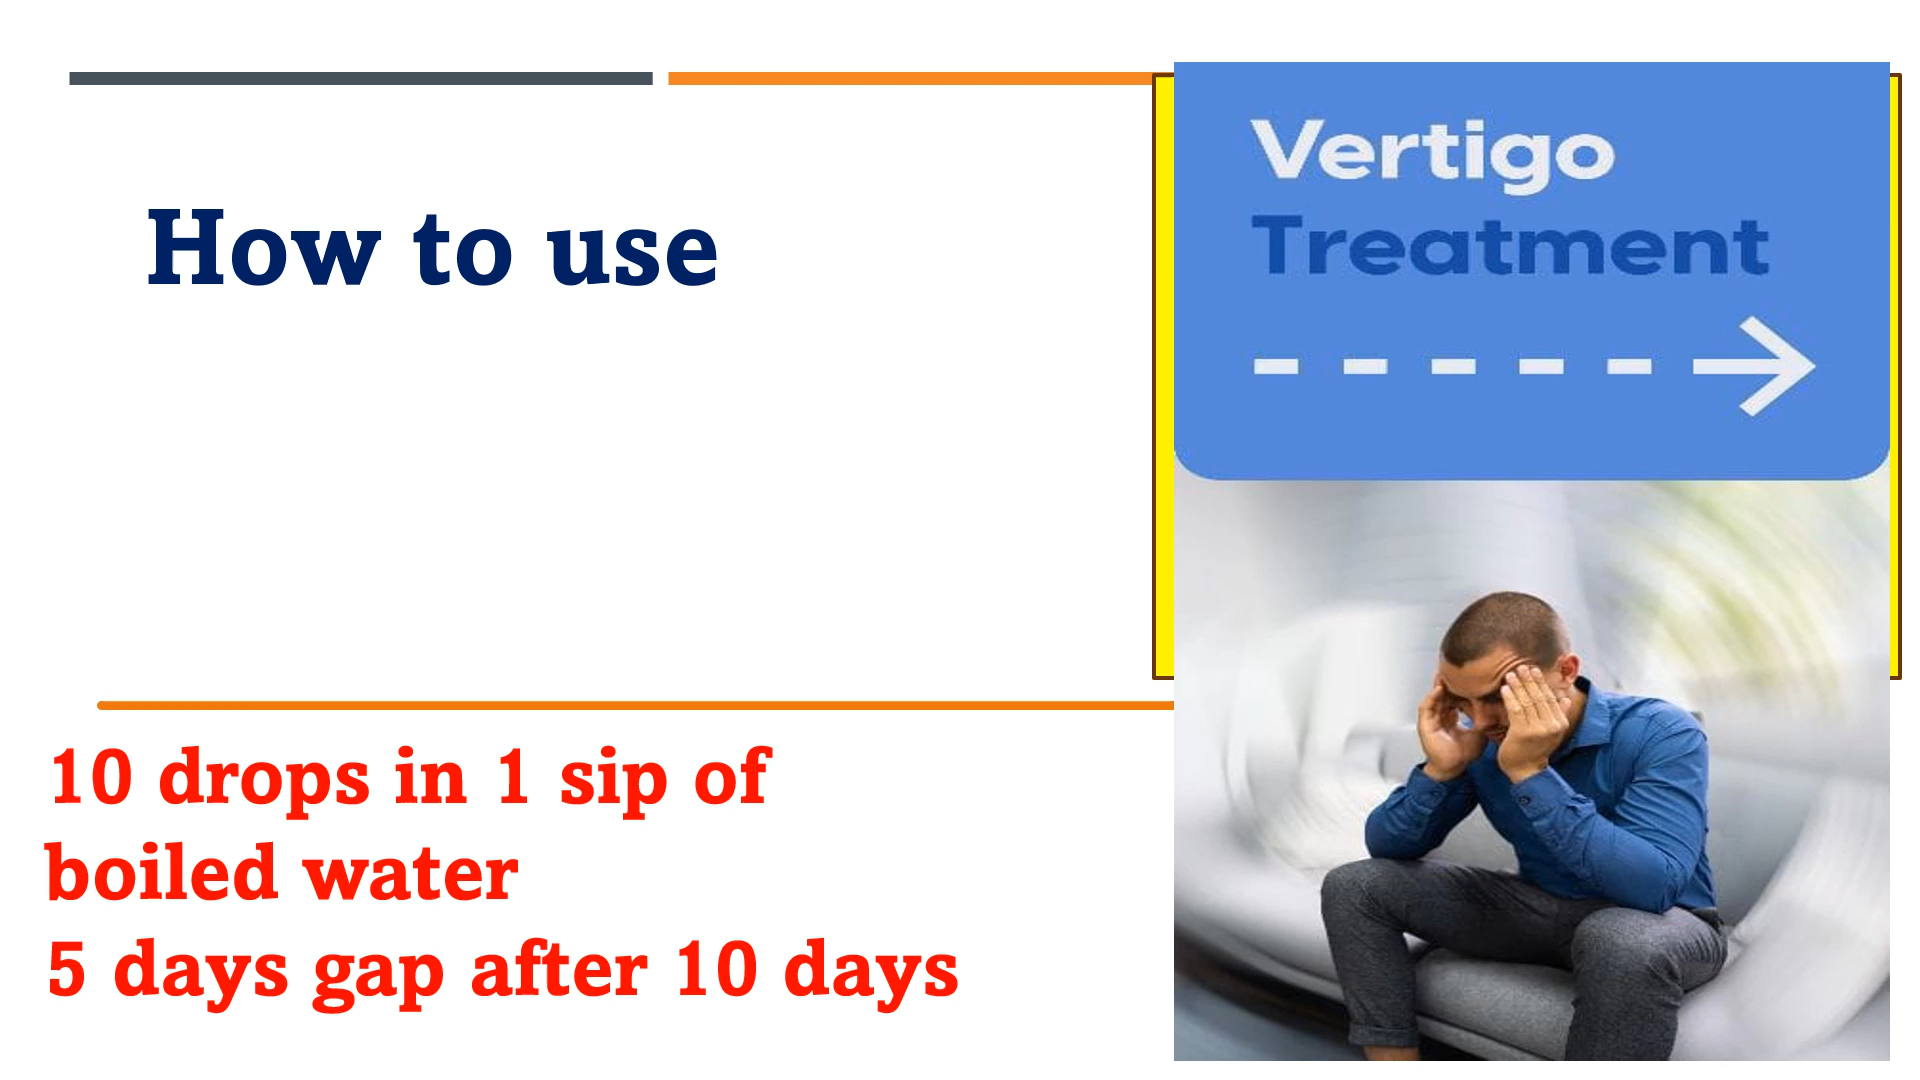 How to use
Vertigo
Treatment
10 drops in 1 sip of
boiled water
5 days gap after 10 days